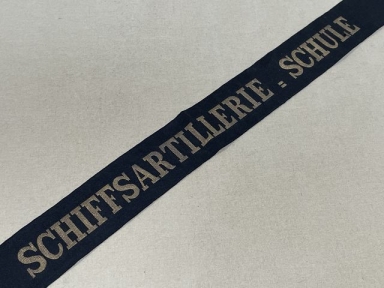 SCHIFFSARTILLERIE = SCHULE